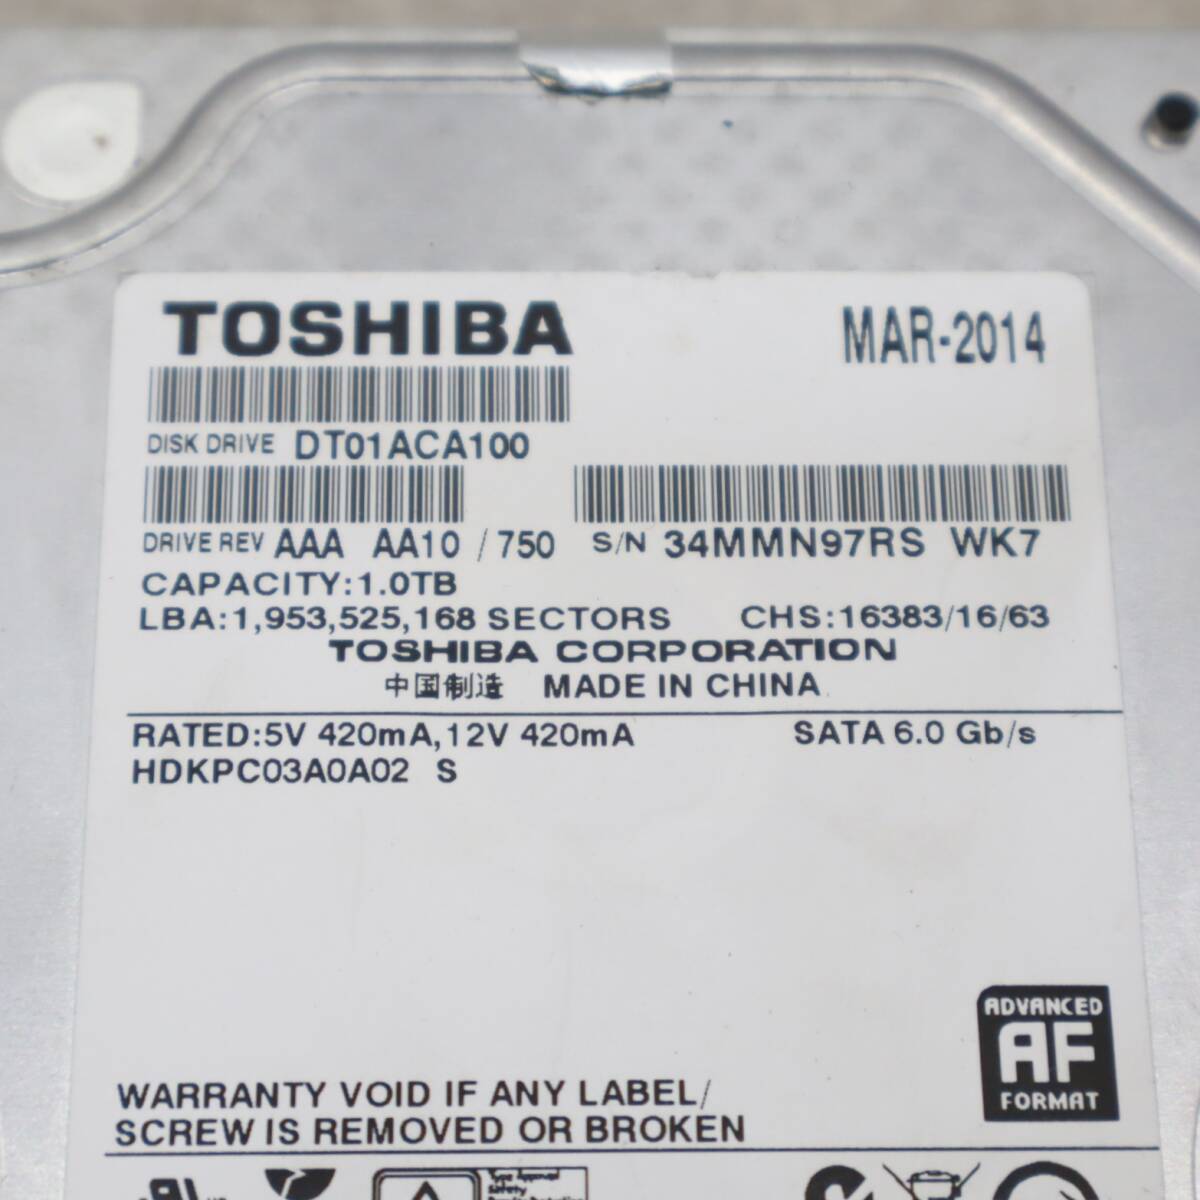 TOSHIBA
MAR-2014
DISK DRIVE DT01ACA100
DRIVE REV AAA AA10 / 750 S/N 34MMN97RS WK7
CAPACITY:1.0TB
LBA:1,953,525,168 SECTORS CHS:16383/16/63
TOSHIBA CORPORATION
中国制造 MADE IN CHINA
RATED:5V 420mA,12V 420mA SATA 6.0 Gb/s
HDKPC03A0A02 S
ADVANCED
AF
FORMAT
WARRANTY VOID IF ANY LABEL/
SCREW IS REMOVED OR BROKEN
Type Approval
Safety